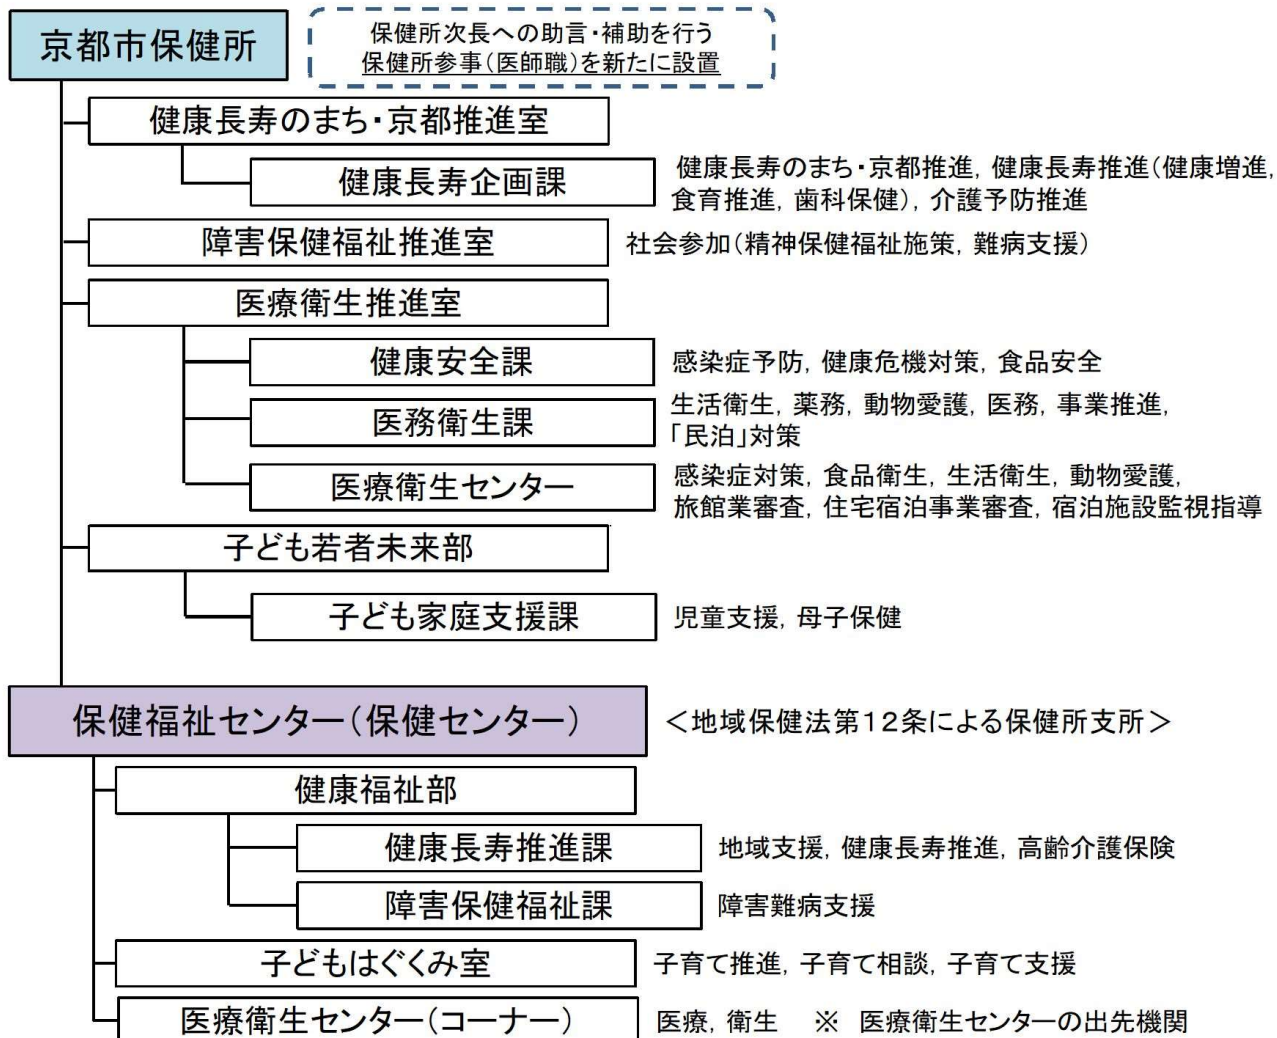 京都市保健所
保健所次長への助言・補助を行う
保健所参事(医師職)を新たに設置
健康長寿のまち・京都推進室
健康長寿企画課
健康長寿のまち・京都推進, 健康長寿推進(健康増進,
食育推進, 歯科保健), 介護予防推進
障害保健福祉推進室
社会参加(精神保健福祉施策, 難病支援)
医療衛生推進室
健康安全課
感染症予防, 健康危機対策, 食品安全
医務衛生課
生活衛生, 薬務, 動物愛護, 医務, 事業推進,
「民泊」対策
医療衛生センター
感染症対策, 食品衛生, 生活衛生, 動物愛護,
旅館業審査, 住宅宿泊事業審査, 宿泊施設監視指導
子ども若者未来部
子ども家庭支援課
児童支援, 母子保健
保健福祉センター(保健センター)
<地域保健法第12条による保健所支所>
健康福祉部
健康長寿推進課
地域支援, 健康長寿推進, 高齢介護保険
障害保健福祉課
障害難病支援
子どもはぐくみ室
子育て推進, 子育て相談, 子育て支援
医療衛生センター(コーナー)
医療, 衛生 ※ 医療衛生センターの出先機関